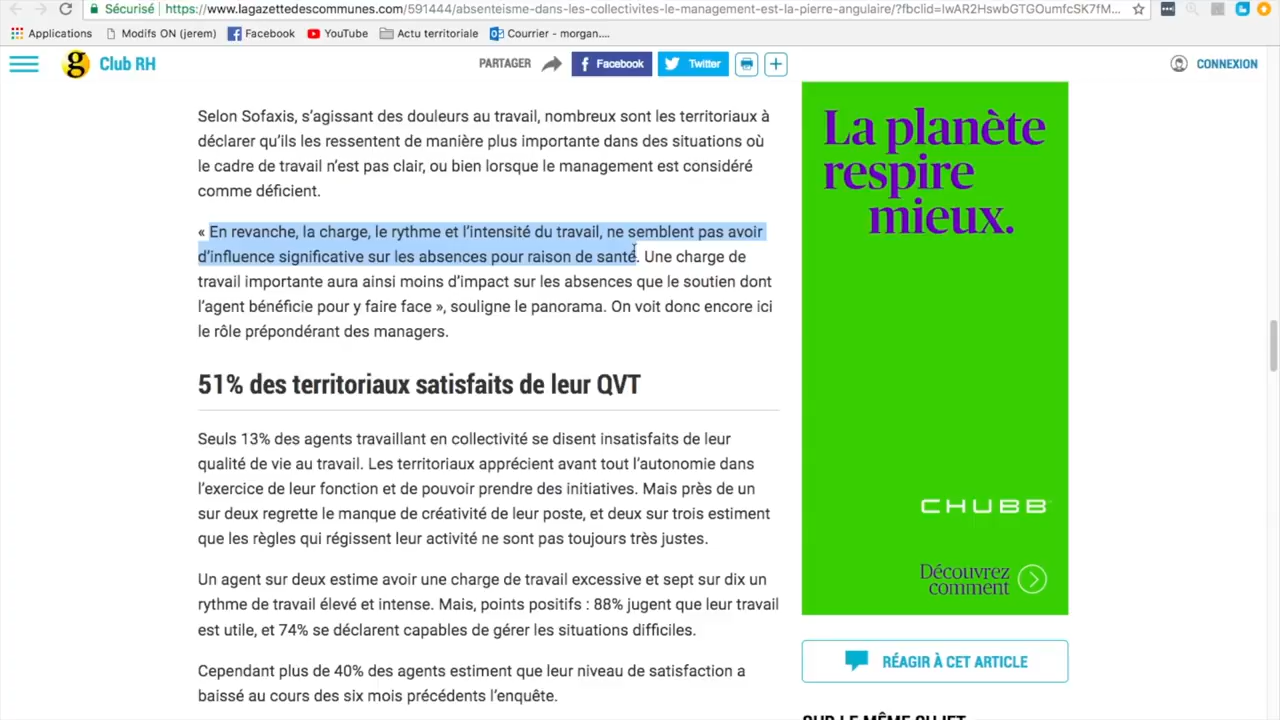 Sécurisé https://www.lagazettedescommunes.com/591444/absenteisme-dans-les-collectivites-le-management-est-la-pierre-angulaire/?fbclid=IwAR2HswbGTGOumfcSK7fM...
Applications Modifs ON (jerem) Facebook YouTube Actu territoriale Courrier - morgan....
g Club RH PARTAGER Facebook Twitter + CONNEXION
Selon Sofaxis, s’agissant des douleurs au travail, nombreux sont les territoriaux à
déclarer qu’ils les ressentent de manière plus importante dans des situations où
le cadre de travail n’est pas clair, ou bien lorsque le management est considéré
comme déficient.
« En revanche, la charge, le rythme et l’intensité du travail, ne semblent pas avoir
d’influence significative sur les absences pour raison de santé. Une charge de
travail importante aura ainsi moins d’impact sur les absences que le soutien dont
l’agent bénéficie pour y faire face », souligne le panorama. On voit donc encore ici
le rôle prépondérant des managers.
51% des territoriaux satisfaits de leur QVT
Seuls 13% des agents travaillant en collectivité se disent insatisfaits de leur
qualité de vie au travail. Les territoriaux apprécient avant tout l’autonomie dans
l’exercice de leur fonction et de pouvoir prendre des initiatives. Mais près de un
sur deux regrette le manque de créativité de leur poste, et deux sur trois estiment
que les règles qui régissent leur activité ne sont pas toujours très justes.
Un agent sur deux estime avoir une charge de travail excessive et sept sur dix un
rythme de travail élevé et intense. Mais, points positifs : 88% jugent que leur travail
est utile, et 74% se déclarent capables de gérer les situations difficiles.
Cependant plus de 40% des agents estiment que leur niveau de satisfaction a
baissé au cours des six mois précédents l’enquête.
La planète
respire
mieux.
CHUBB
Découvrez
comment
RÉAGIR À CET ARTICLE
SUR LE MÊME SUJET